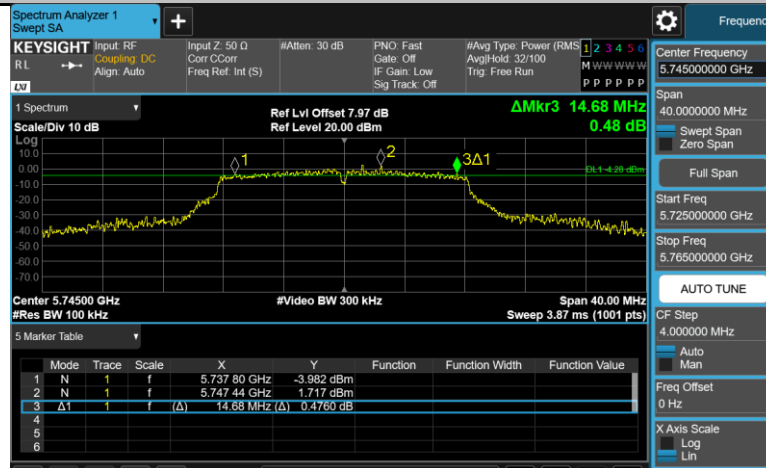 Spectrum Analyzer 1
Swept SA
+
Frequenc
KEYSIGHT Input: RF Input Z: 50 Ω #Atten: 30 dB PNO: Fast #Avg Type: Power (RMS 1 2 3 4 5 6
RL Coupling: DC Corr CCorr Gate: Off Avg|Hold: 32/100 M W W W W W
Align: Auto Freq Ref: Int (S) IF Gain: Low Trig: Free Run
Sig Track: Off P P P P P P
LXI
Center Frequency
5.745000000 GHz
Span
40.0000000 MHz
Swept Span
Zero Span
Full Span
Start Freq
5.725000000 GHz
Stop Freq
5.765000000 GHz
AUTO TUNE
CF Step
4.000000 MHz
Auto
Man
Freq Offset
0 Hz
X Axis Scale
Log
Lin
1 Spectrum
Ref Lvl Offset 7.97 dB ΔMkr3 14.68 MHz
Scale/Div 10 dB Ref Level 20.00 dBm 0.48 dB
Log
10.0
0.00
-10.0
-20.0
-30.0
-40.0
-50.0
-60.0
-70.0
1
2
3Δ1
DL1 -4.20 dBm
Center 5.74500 GHz #Video BW 300 kHz Span 40.00 MHz
#Res BW 100 kHz Sweep 3.87 ms (1001 pts)
5 Marker Table
Mode Trace Scale X Y Function Function Width Function Value
1 N 1 f 5.737 80 GHz -3.982 dBm
2 N 1 f 5.747 44 GHz 1.717 dBm
3 Δ1 1 f (Δ) 14.68 MHz (Δ) 0.4760 dB
4
5
6